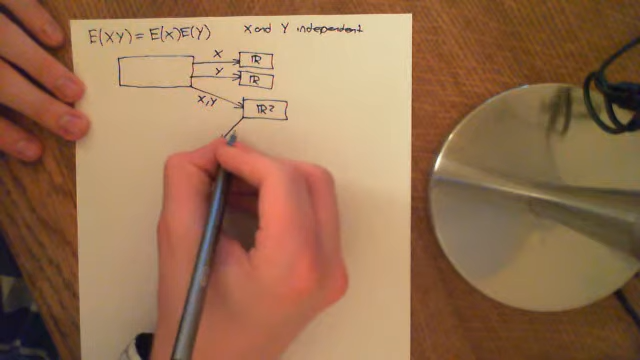 E(XY) = E(X)E(Y) X and Y independent
X ℝ
Y ℝ
X,Y ℝ²